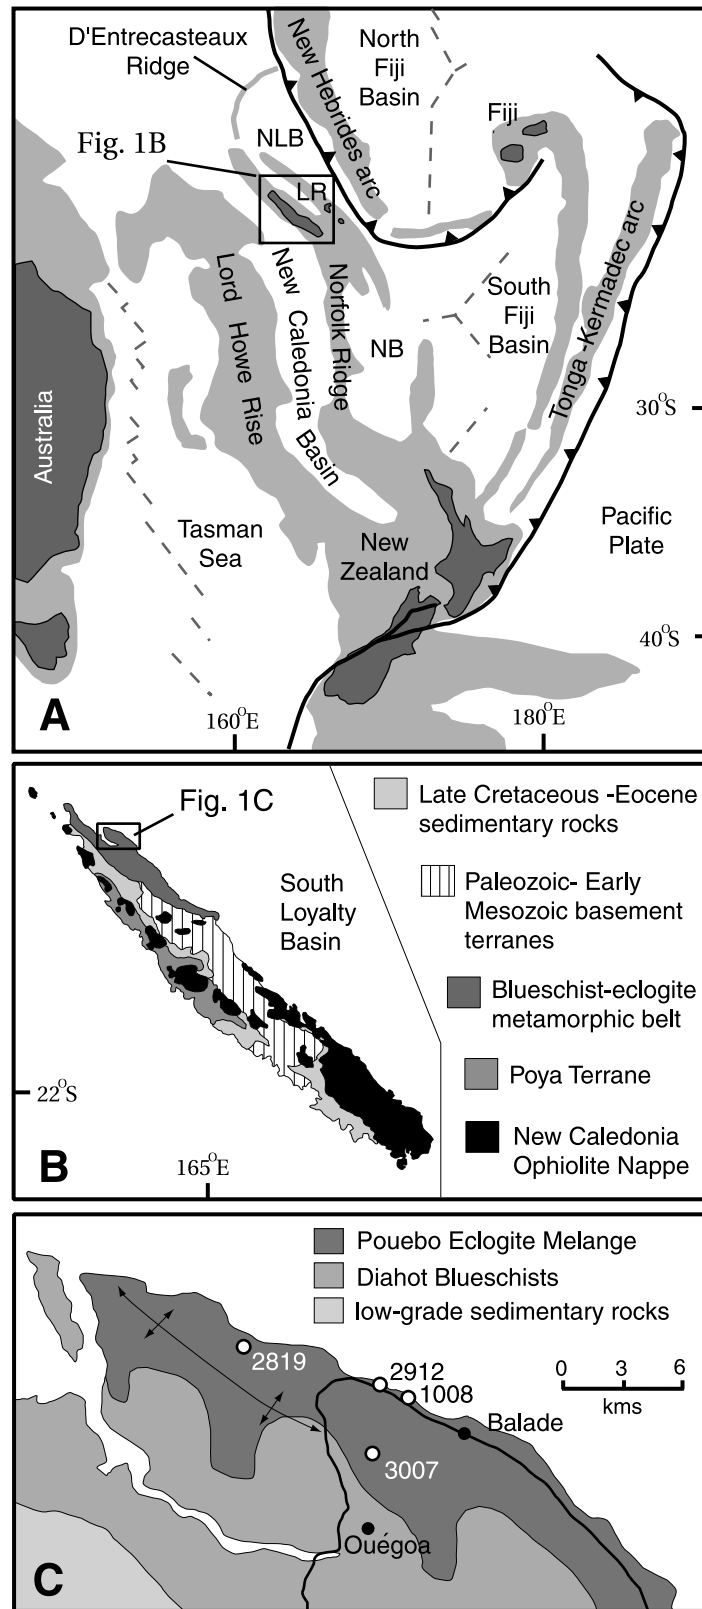 D'Entrecasteaux
Ridge
New Hebrides arc
North
Fiji
Basin
Fiji
Fig. 1B
NLB
LR
Lord Howe Rise
New Caledonia Basin
Norfolk Ridge
NB
South
Fiji
Basin
Tonga-Kermadec arc
30°S
Australia
Tasman
Sea
New
Zealand
Pacific
Plate
40°S
A
160°E
180°E
Fig. 1C
South
Loyalty
Basin
22°S
B
165°E
Late Cretaceous -Eocene
sedimentary rocks
Paleozoic- Early
Mesozoic basement
terranes
Blueschist-eclogite
metamorphic belt
Poya Terrane
New Caledonia
Ophiolite Nappe
Pouebo Eclogite Melange
Diahot Blueschists
low-grade sedimentary rocks
2819
2912
1008
0 3 6
kms
Balade
3007
Ouégoa
C